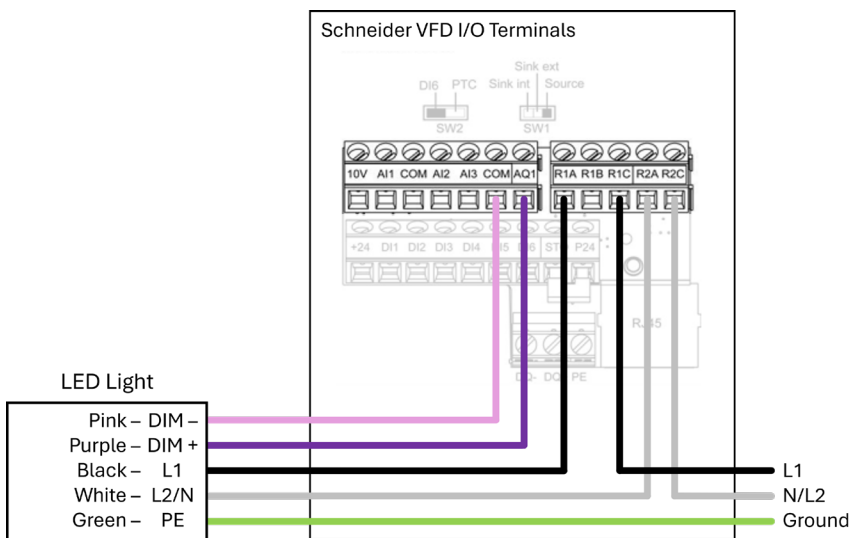 Schneider VFD I/O Terminals
Sink ext
DI6 PTC Sink int Source
SW2 SW1
10V AI1 COM AI2 AI3 COM AQ1 R1A R1B R1C R2A R2C
+24 DI1 DI2 DI3 DI4 DI5 DI6 STO P24
RJ45
DQ- DQ+ PE
LED Light
Pink – DIM –
Purple – DIM +
Black – L1 L1
White – L2/N N/L2
Green – PE Ground